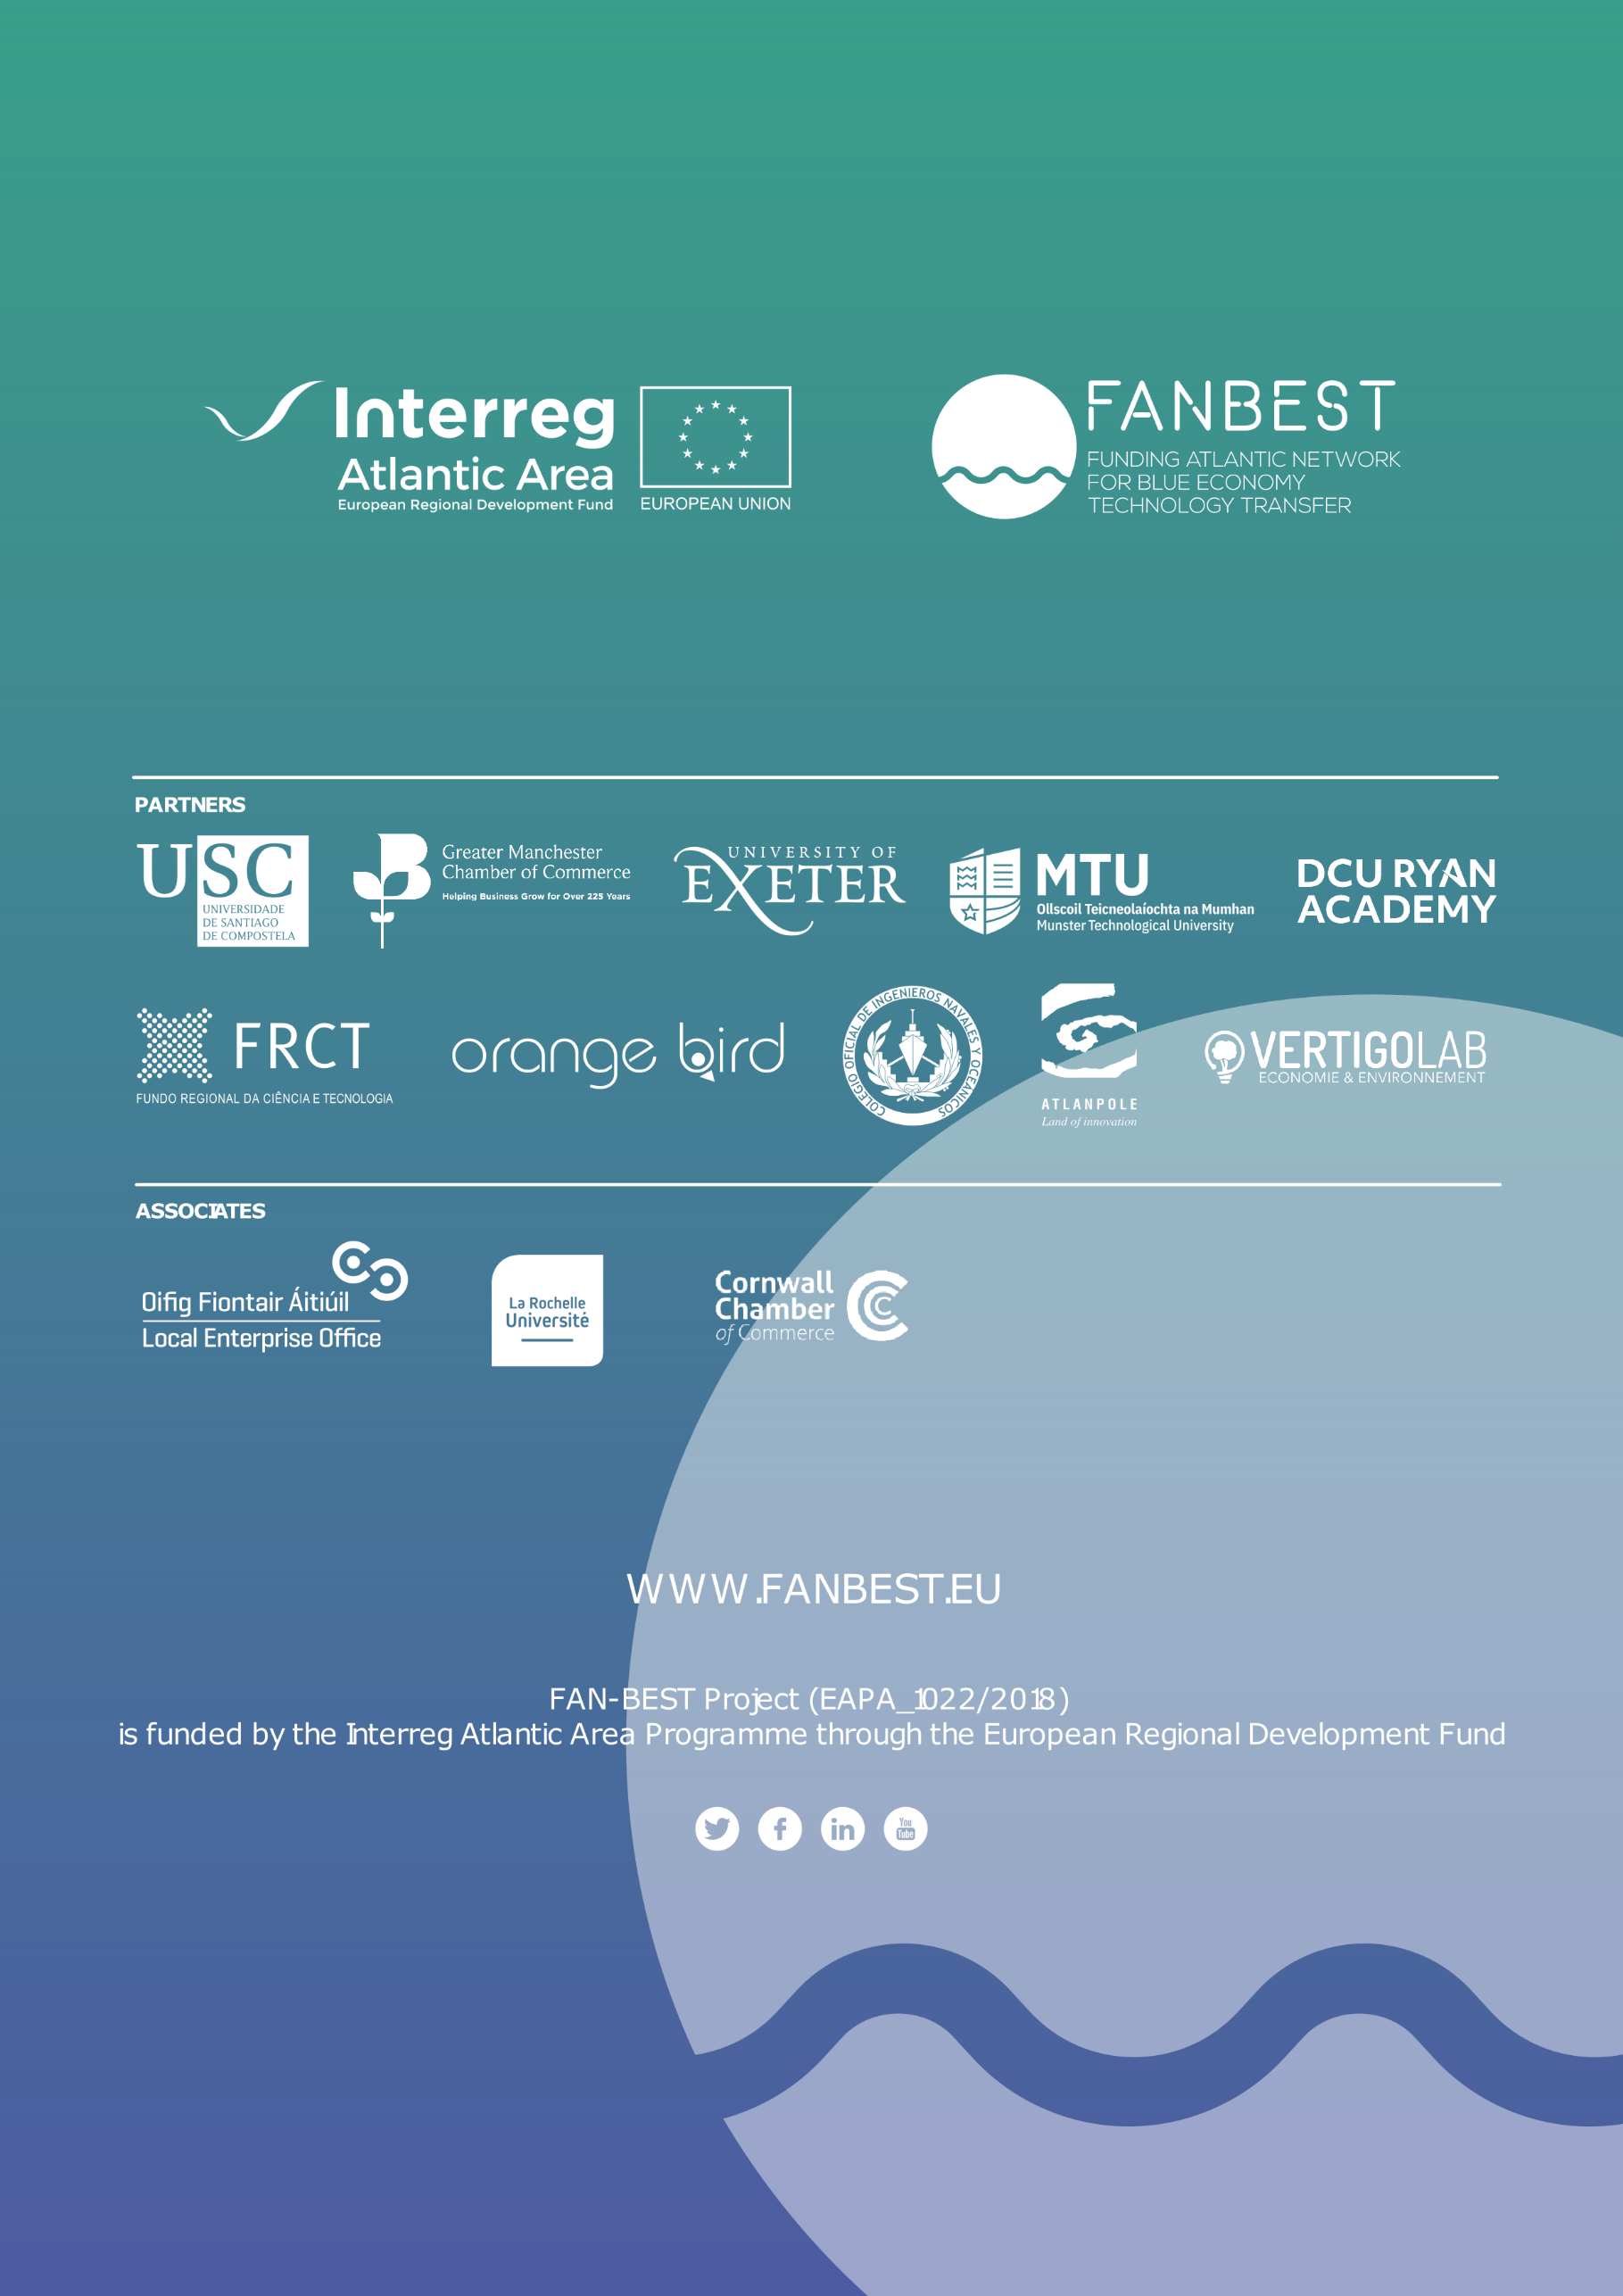 Interreg
Atlantic Area
European Regional Development Fund
EUROPEAN UNION
FANBEST
FUNDING ATLANTIC NETWORK
FOR BLUE ECONOMY
TECHNOLOGY TRANSFER
PARTNERS
USC
UNIVERSIDADE
DE SANTIAGO
DE COMPOSTELA
Greater Manchester
Chamber of Commerce
Helping Business Grow for Over 225 Years
UNIVERSITY OF
EXETER
MTU
Ollscoil Teicneolaíochta na Mumhan
Munster Technological University
DCU RYAN
ACADEMY
FRCT
FUNDO REGIONAL DA CIÊNCIA E TECNOLOGIA
orange bird
COLEGIO OFICIAL DE INGENIEROS NAVALES Y OCEÁNICOS
ATLANPOLE
Land of innovation
VERTIGOLAB
ECONOMIE & ENVIRONNEMENT
ASSOCIATES
Oifig Fiontair Áitiúil
Local Enterprise Office
La Rochelle
Université
Cornwall
Chamber
of Commerce
WWW.FANBEST.EU
FAN-BEST Project (EAPA_1022/2018)
is funded by the Interreg Atlantic Area Programme through the European Regional Development Fund
You
Tube